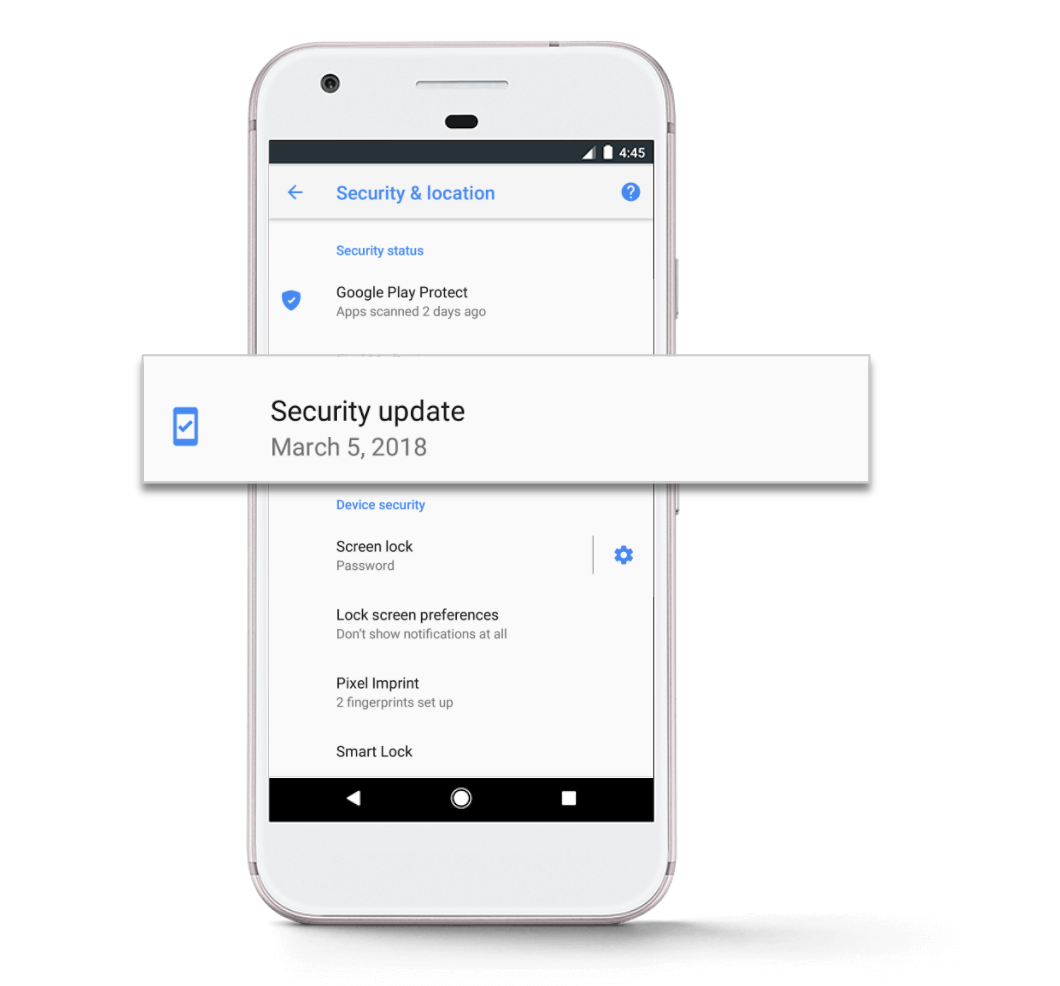 4:45
Security & location
Security status
Google Play Protect
Apps scanned 2 days ago
Security update
March 5, 2018
Device security
Screen lock
Password
Lock screen preferences
Don't show notifications at all
Pixel Imprint
2 fingerprints set up
Smart Lock